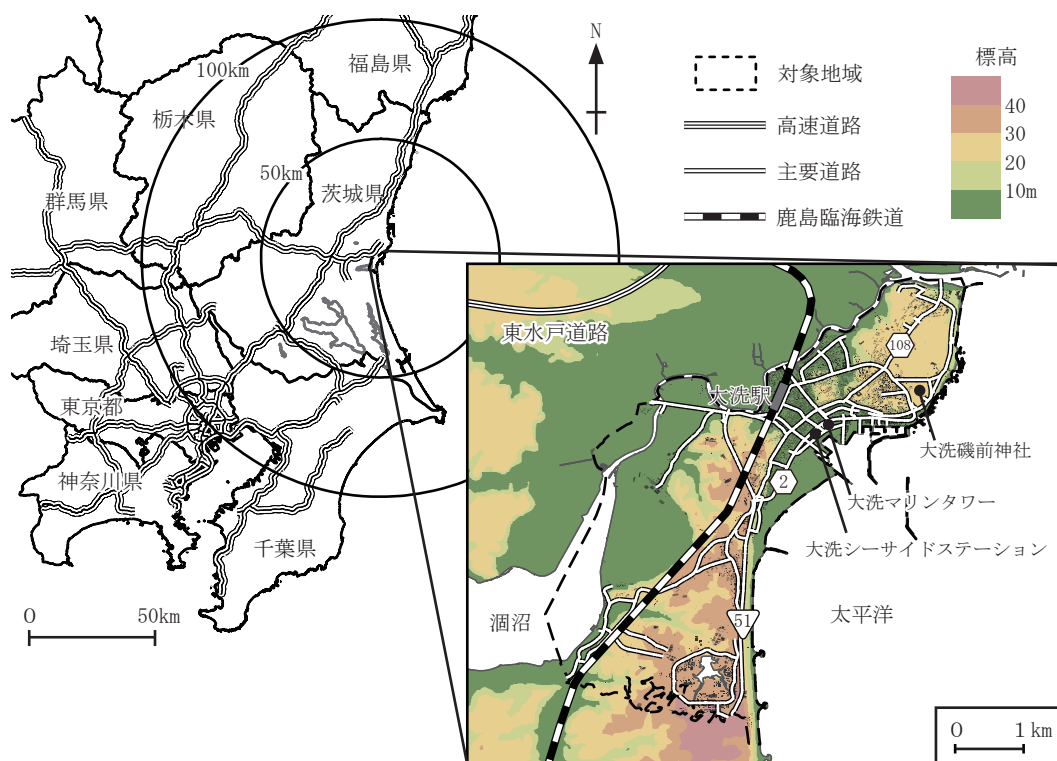 福島県
100km
栃木県
50km
茨城県
群馬県
埼玉県
東京都
神奈川県
千葉県
0
50km
N
対象地域
高速道路
主要道路
鹿島臨海鉄道
標高
40
30
20
10m
東水戸道路
108
大洗駅
大洗磯前神社
2
大洗マリンタワー
大洗シーサイドステーション
涸沼
51
太平洋
0
1km